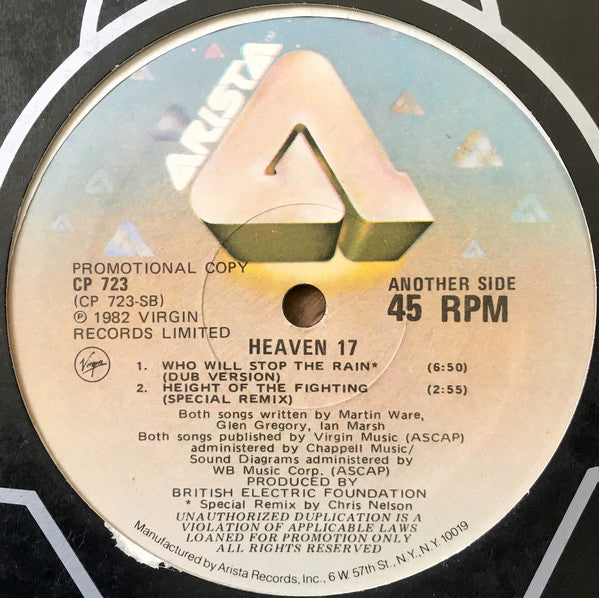 ARISTA
PROMOTIONAL COPY
CP 723
(CP 723-SB)
℗ 1982 VIRGIN
RECORDS LIMITED
ANOTHER SIDE
45 RPM
Virgin
HEAVEN 17
1. WHO WILL STOP THE RAIN* (6:50)
(DUB VERSION)
2. HEIGHT OF THE FIGHTING (2:55)
(SPECIAL REMIX)
Both songs written by Martin Ware,
Glen Gregory, Ian Marsh
Both songs published by Virgin Music (ASCAP)
administered by Chappell Music/
Sound Diagrams administered by
WB Music Corp. (ASCAP)
PRODUCED BY
BRITISH ELECTRIC FOUNDATION
* Special Remix by Chris Nelson
UNAUTHORIZED DUPLICATION IS A
VIOLATION OF APPLICABLE LAWS
LOANED FOR PROMOTION ONLY
ALL RIGHTS RESERVED
Manufactured by Arista Records, Inc., 6 W. 57th St., N.Y., N.Y. 10019